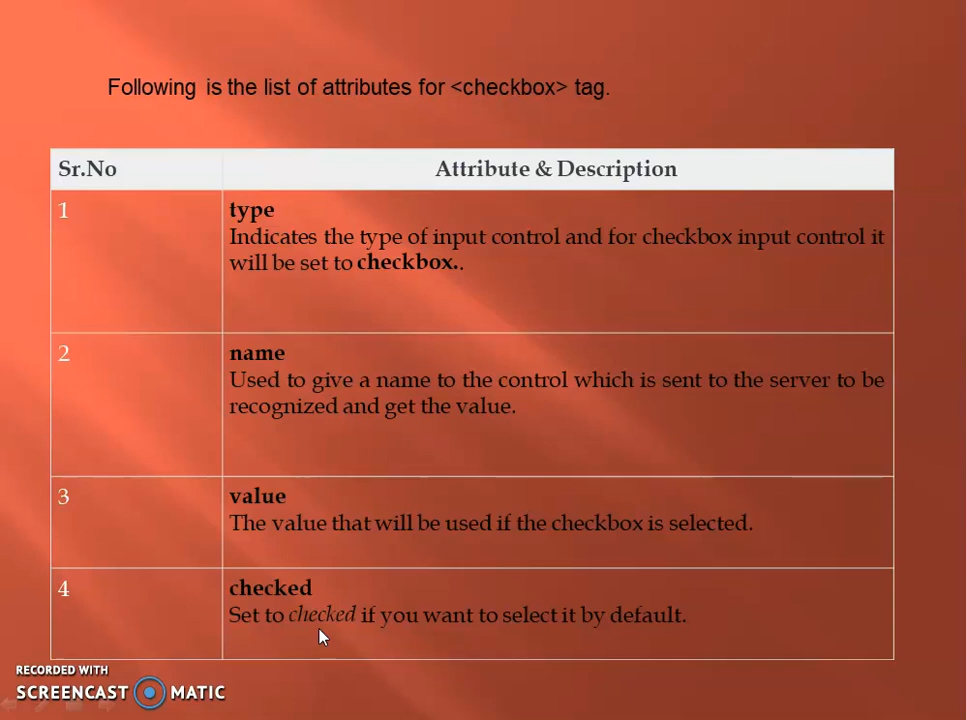 Following is the list of attributes for <checkbox> tag.
Sr.No Attribute & Description
1 type
Indicates the type of input control and for checkbox input control it
will be set to checkbox..
2 name
Used to give a name to the control which is sent to the server to be
recognized and get the value.
3 value
The value that will be used if the checkbox is selected.
4 checked
Set to checked if you want to select it by default.
RECORDED WITH
SCREENCAST MATIC